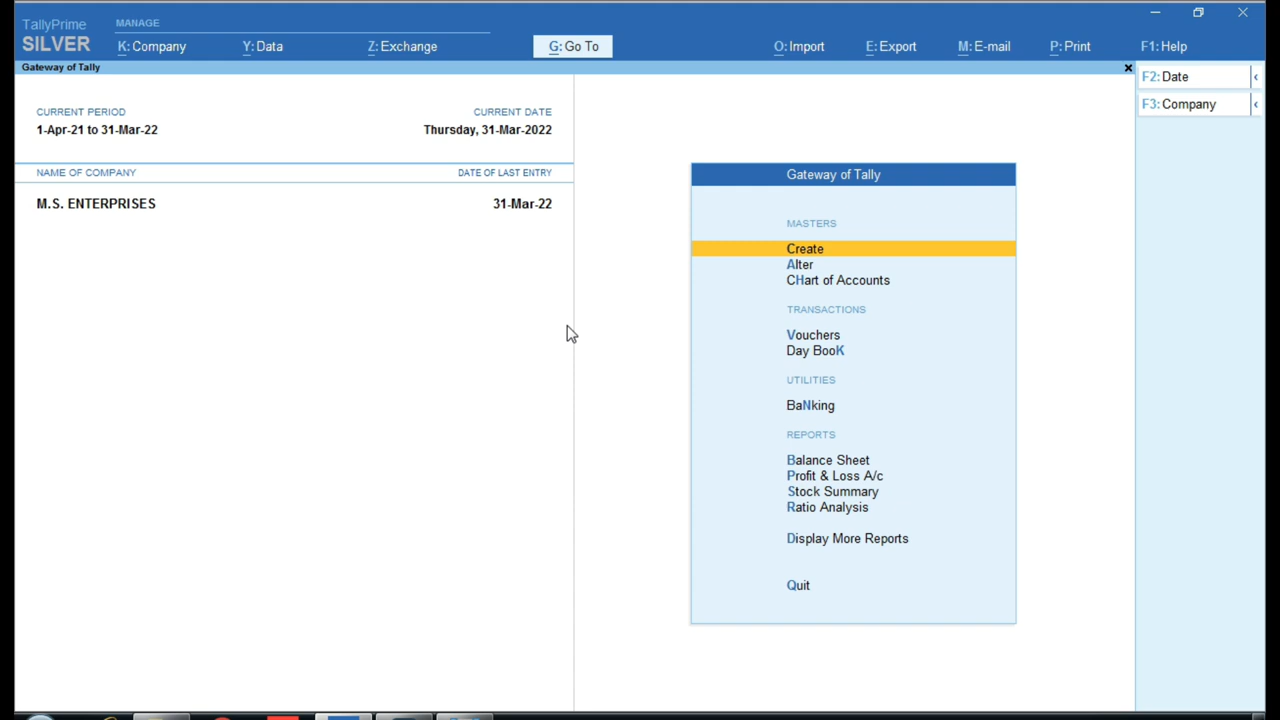 TallyPrime
SILVER
MANAGE
K: Company
Y: Data
Z: Exchange
G: Go To
O: Import
E: Export
M: E-mail
P: Print
F1: Help
Gateway of Tally
F2: Date
F3: Company
CURRENT PERIOD
CURRENT DATE
1-Apr-21 to 31-Mar-22
Thursday, 31-Mar-2022
NAME OF COMPANY
DATE OF LAST ENTRY
M.S. ENTERPRISES
31-Mar-22
Gateway of Tally
MASTERS
Create
Alter
CHart of Accounts
TRANSACTIONS
Vouchers
Day BooK
UTILITIES
BaNking
REPORTS
Balance Sheet
Profit & Loss A/c
Stock Summary
Ratio Analysis
Display More Reports
Quit